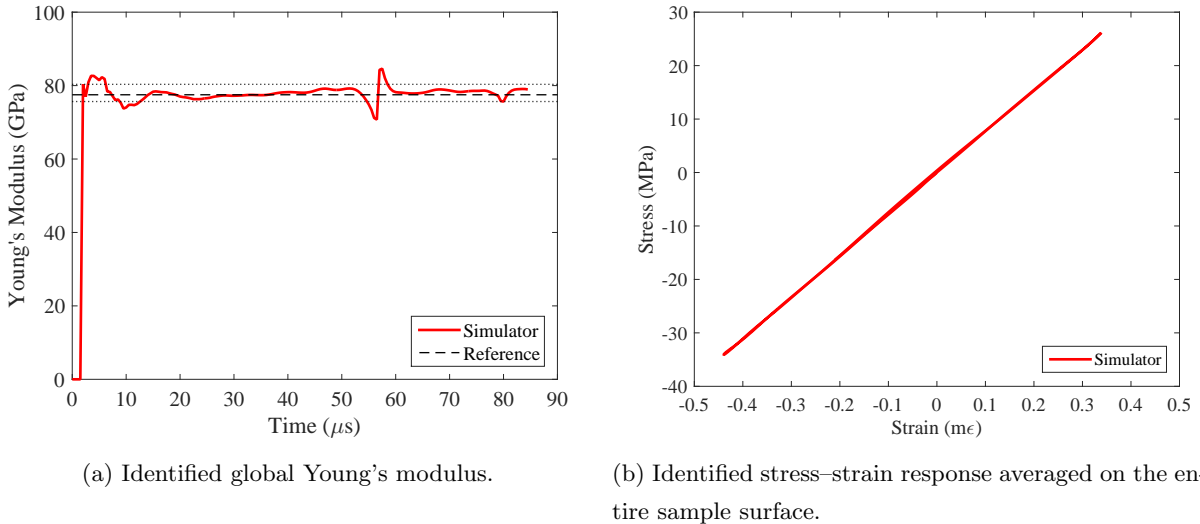 100
80
60
40
20
0
Young's Modulus (GPa)
0 10 20 30 40 50 60 70 80 90
Time (μs)
Simulator
Reference
(a) Identified global Young's modulus.
30
20
10
0
-10
-20
-30
-40
Stress (MPa)
-0.5 -0.4 -0.3 -0.2 -0.1 0 0.1 0.2 0.3 0.4 0.5
Strain (mϵ)
Simulator
(b) Identified stress–strain response averaged on the en-
tire sample surface.